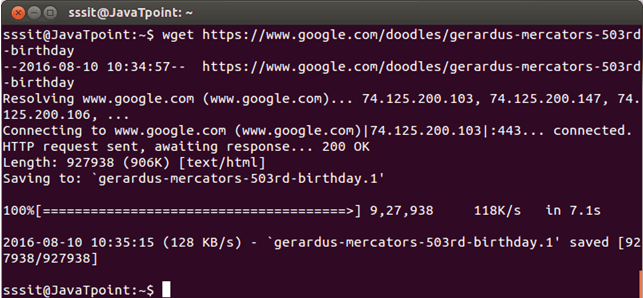 sssit@JavaTpoint: ~
sssit@JavaTpoint:~$ wget https://www.google.com/doodles/gerardus-mercators-503rd
-birthday
--2016-08-10 10:34:57--  https://www.google.com/doodles/gerardus-mercators-503rd
-birthday
Resolving www.google.com (www.google.com)... 74.125.200.103, 74.125.200.147, 74.
125.200.106, ...
Connecting to www.google.com (www.google.com)|74.125.200.103|:443... connected.
HTTP request sent, awaiting response... 200 OK
Length: 927938 (906K) [text/html]
Saving to: `gerardus-mercators-503rd-birthday.1'
100%[======================================>] 9,27,938     118K/s   in 7.1s
2016-08-10 10:35:15 (128 KB/s) - `gerardus-mercators-503rd-birthday.1' saved [92
7938/927938]
sssit@JavaTpoint:~$